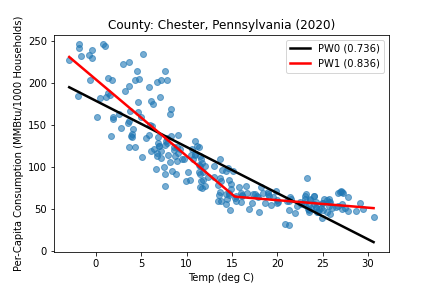 County: Chester, Pennsylvania (2020)
PW0 (0.736)
PW1 (0.836)
Per-Capita Consumption (MMBtu/1000 Households)
250
200
150
100
50
0
0 5 10 15 20 25 30
Temp (deg C)